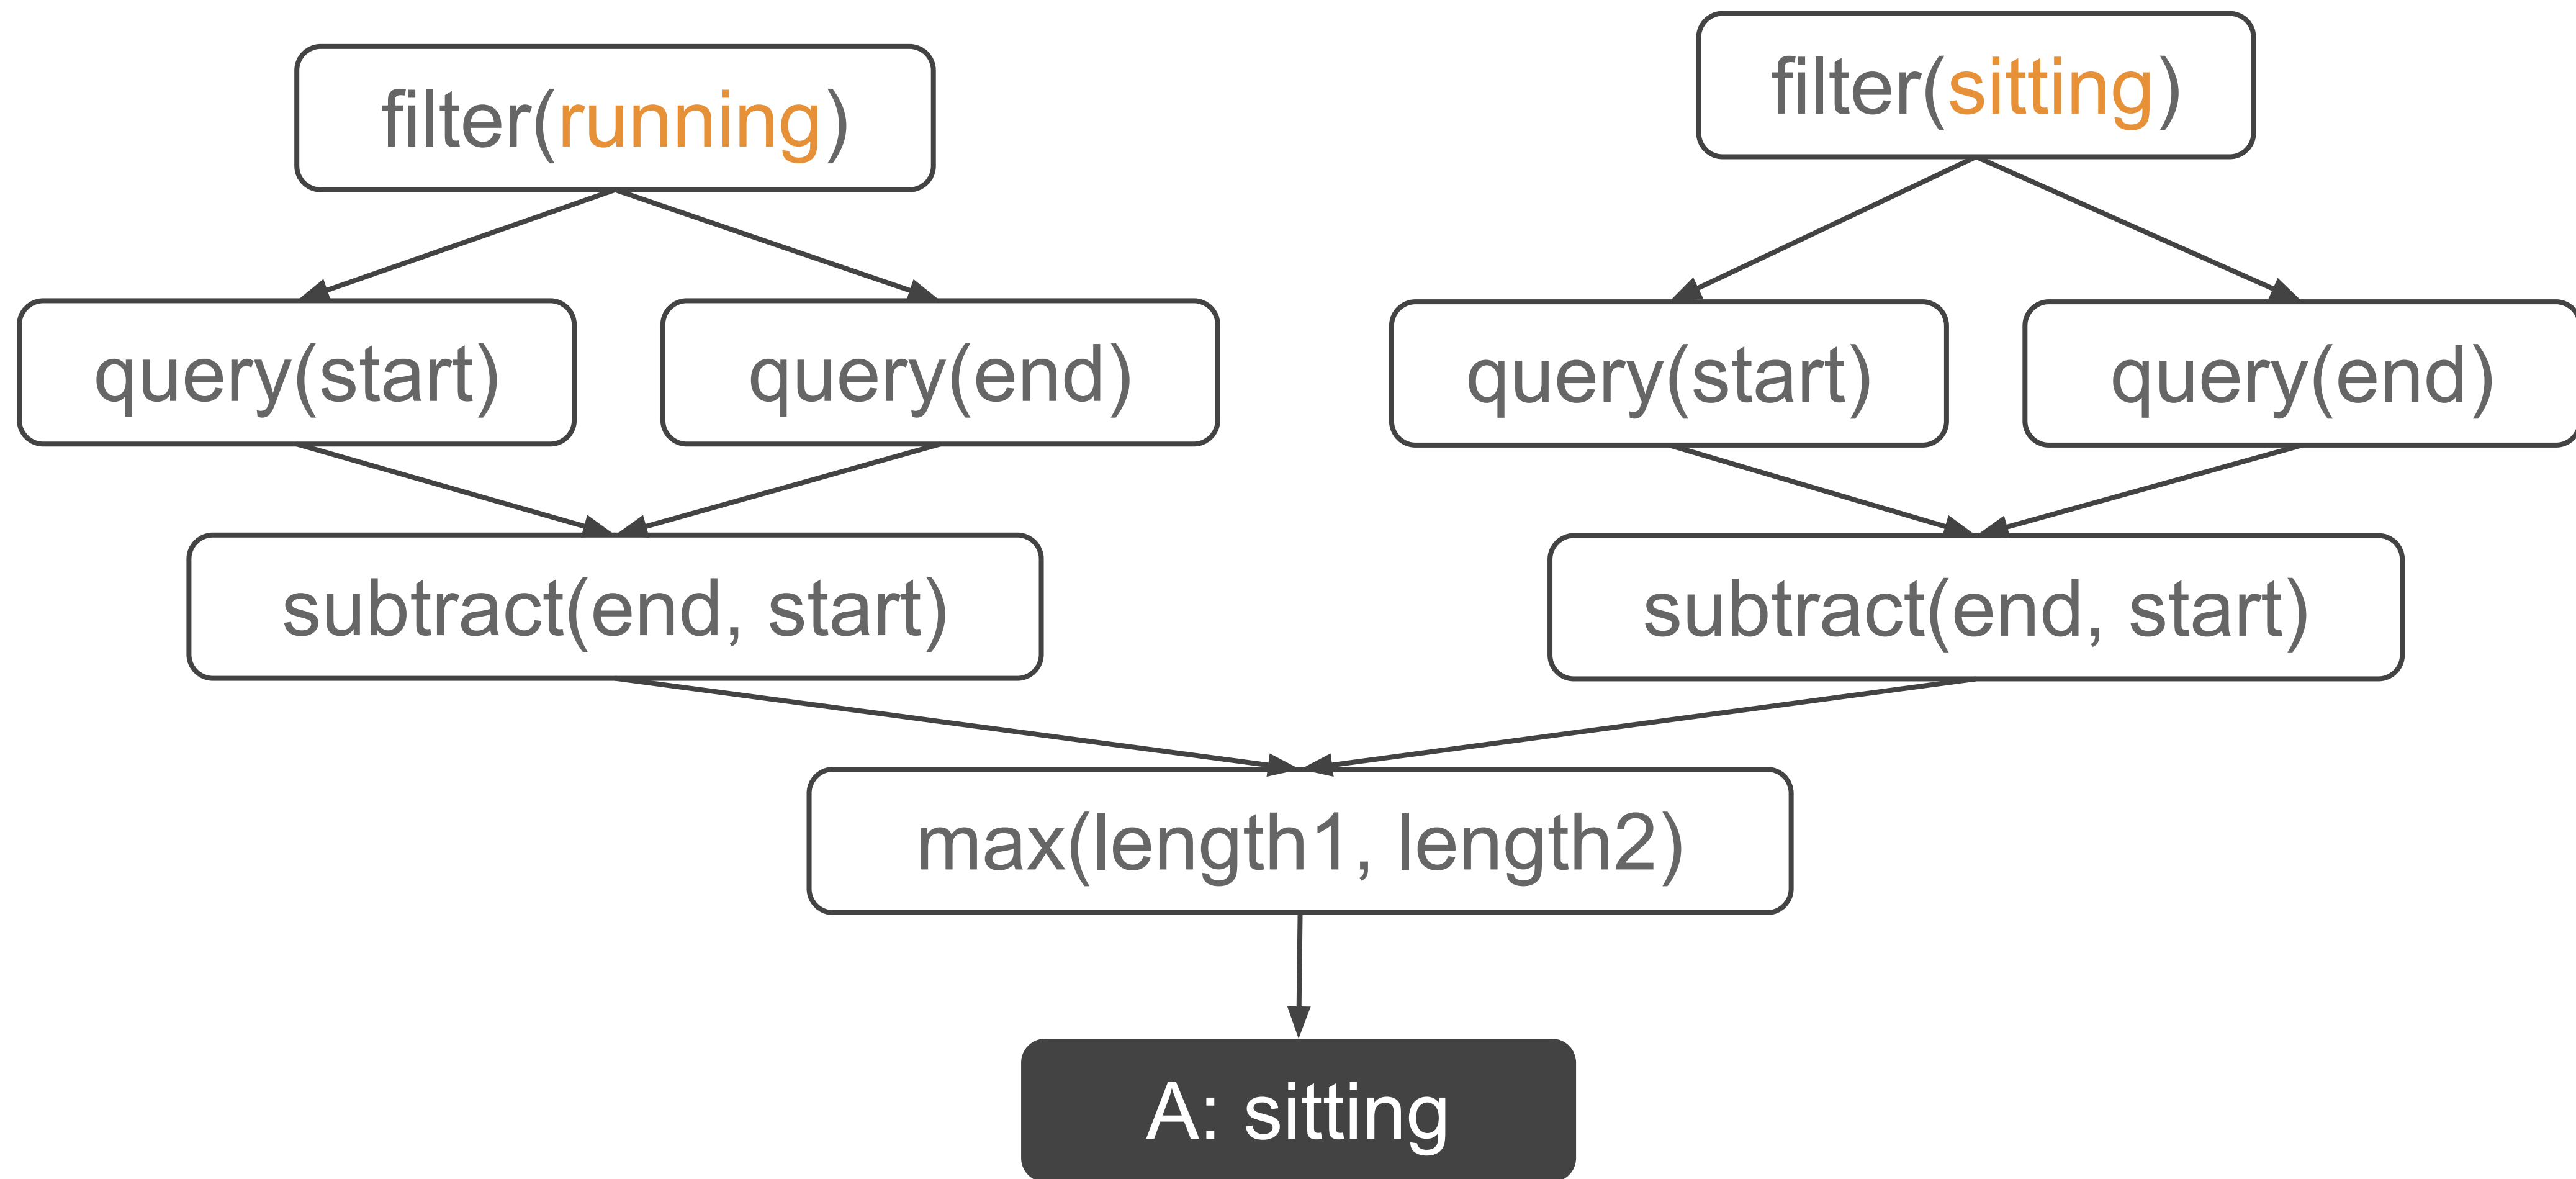 filter(running)
filter(sitting)
query(start)
query(end)
query(start)
query(end)
subtract(end, start)
subtract(end, start)
max(length1, length2)
A: sitting